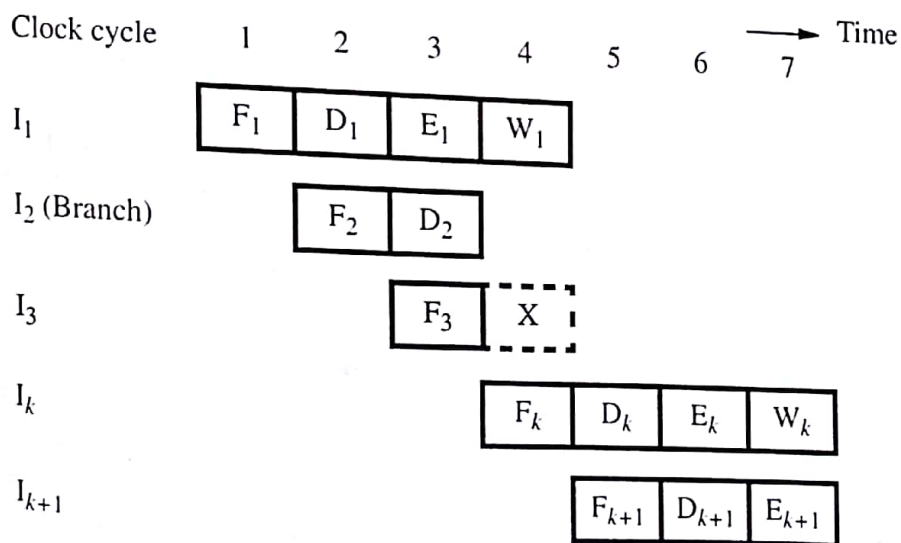 Clock cycle 1 2 3 4 5 6 7 Time
I1 F1 D1 E1 W1
I2 (Branch) F2 D2
I3 F3 X
Ik Fk Dk Ek Wk
Ik+1 Fk+1 Dk+1 Ek+1